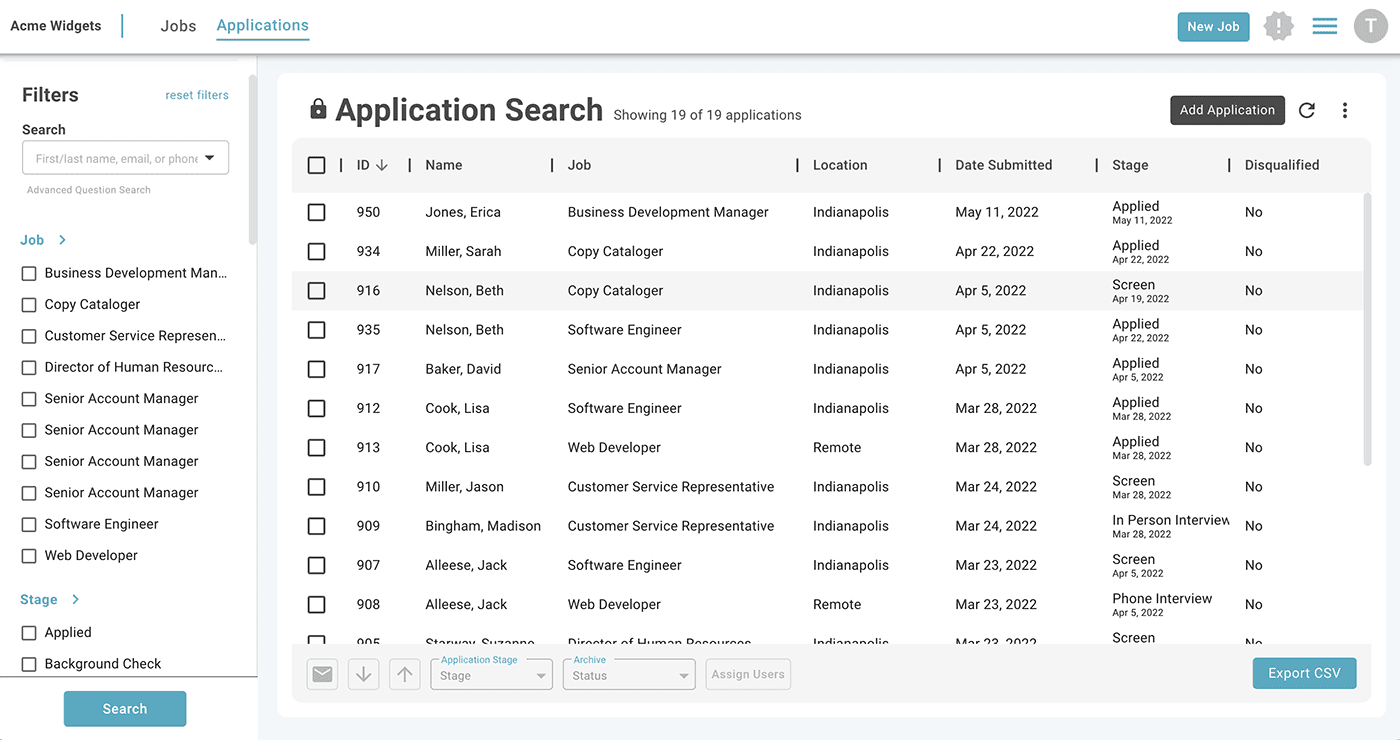 Acme Widgets
Jobs
Applications
New Job
T
Filters
reset filters
Search
First/last name, email, or phone
Advanced Question Search
Job
Business Development Man...
Copy Cataloger
Customer Service Represen...
Director of Human Resourc...
Senior Account Manager
Senior Account Manager
Senior Account Manager
Senior Account Manager
Software Engineer
Web Developer
Stage
Applied
Background Check
Search
Application Search Showing 19 of 19 applications
Add Application
ID Name Job Location Date Submitted Stage Disqualified
950 Jones, Erica Business Development Manager Indianapolis May 11, 2022 Applied No
May 11, 2022
934 Miller, Sarah Copy Cataloger Indianapolis Apr 22, 2022 Applied No
Apr 22, 2022
916 Nelson, Beth Copy Cataloger Indianapolis Apr 5, 2022 Screen No
Apr 19, 2022
935 Nelson, Beth Software Engineer Indianapolis Apr 5, 2022 Applied No
Apr 22, 2022
917 Baker, David Senior Account Manager Indianapolis Apr 5, 2022 Applied No
Apr 5, 2022
912 Cook, Lisa Software Engineer Indianapolis Mar 28, 2022 Applied No
Mar 28, 2022
913 Cook, Lisa Web Developer Remote Mar 28, 2022 Applied No
Mar 28, 2022
910 Miller, Jason Customer Service Representative Indianapolis Mar 24, 2022 Screen No
Mar 28, 2022
909 Bingham, Madison Customer Service Representative Indianapolis Mar 24, 2022 In Person Interview No
Mar 28, 2022
907 Alleese, Jack Software Engineer Indianapolis Mar 23, 2022 Screen No
Apr 5, 2022
908 Alleese, Jack Web Developer Remote Mar 23, 2022 Phone Interview No
Apr 5, 2022
905 Starway, Suzanne Director of Human Resources Indianapolis Mar 23, 2022 Screen No
Application Stage
Stage
Archive
Status
Assign Users
Export CSV